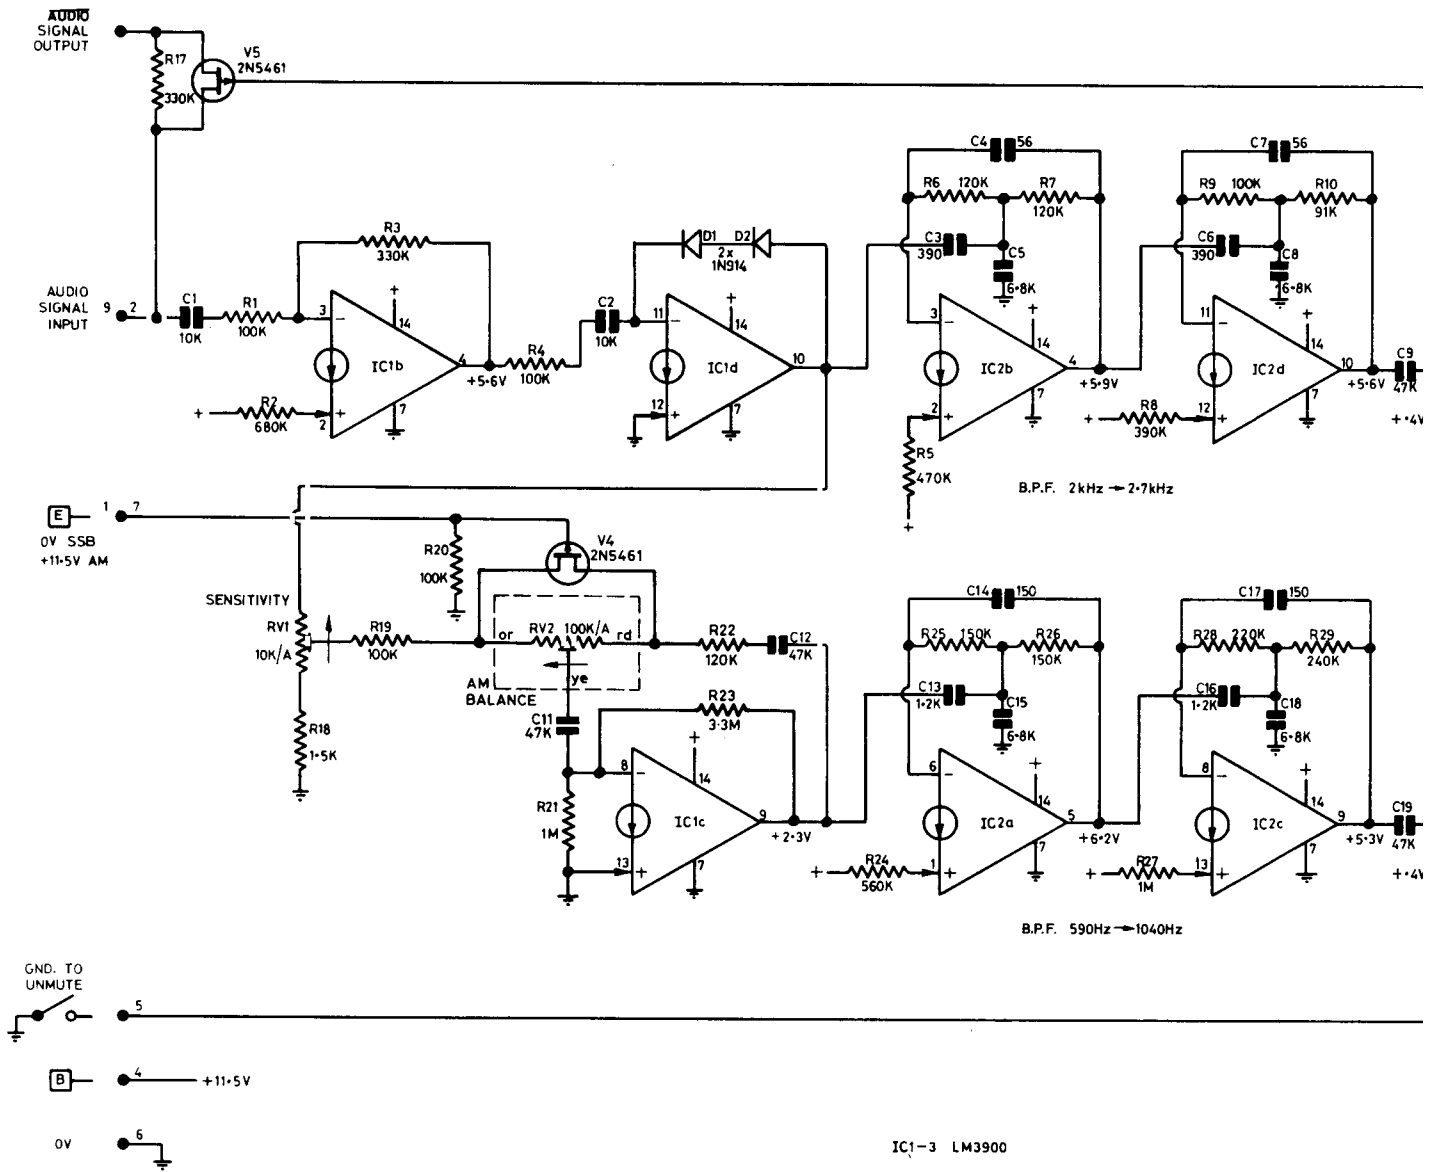 AUDIO
SIGNAL
OUTPUT
R17
330K
V5
2N5461
C4 56
R6 120K R7
120K
C3
390
C5
6·8K
C7 56
R9 100K R10
91K
C6
390
C8
6·8K
R3
330K
AUDIO
SIGNAL
INPUT
9 2
C1
10K
R1
100K
3
−
+
14
IC1b
4
+5·6V
7
+
2
+
R2
680K
R4
100K
C2
10K
D1 D2
2x
1N914
11
−
+
14
IC1d
10
12
+
7
3
−
+
14
IC2b
4
+5·9V
2
+
7
R5
470K
+
11
−
+
14
IC2d
10
+5·6V
12
+
7
+
R8
390K
C9
47K
+·4V
B.P.F. 2kHz → 2·7kHz
E
1 7
0V SSB
+11·5V AM
R20
100K
V4
2N5461
SENSITIVITY
RV1
10K/A
R19
100K
or RV2 100K/A rd
ye
AM
BALANCE
R22
120K
C12
47K
R18
1·5K
C11
47K
R23
3·3M
R21
1M
8
−
+
14
IC1c
9
+2·3V
13
+
7
C14 150
R25 150K R26
150K
C13
1·2K
C15
6·8K
6
−
+
14
IC2a
5
+6·2V
1
+
7
+
R24
560K
C17 150
R28 220K R29
240K
C16
1·2K
C18
6·8K
8
−
+
14
IC2c
9
+5·3V
13
+
7
+
R27
1M
C19
47K
+·4V
B.P.F. 590Hz → 1040Hz
GND. TO
UNMUTE
5
B
4
+11·5V
0V
6
IC1−3 LM3900